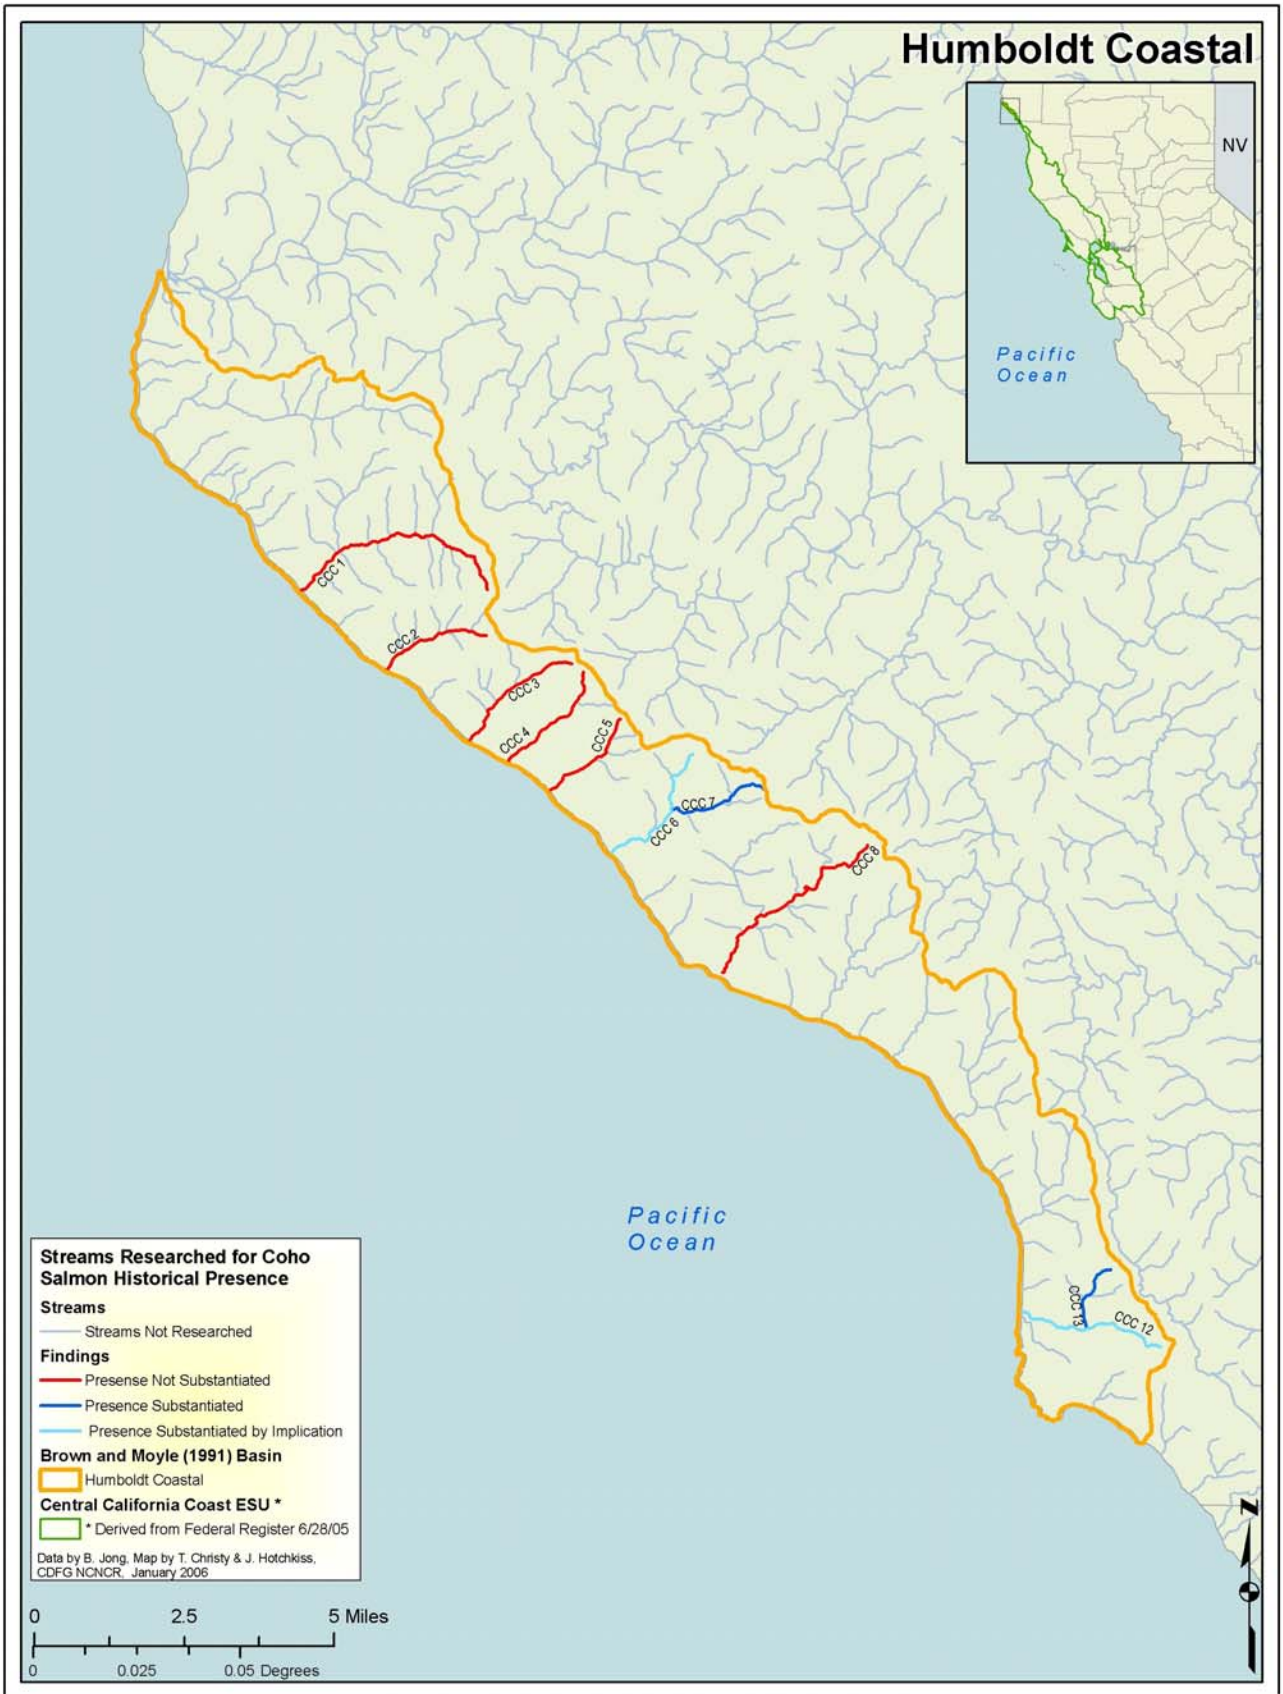 Humboldt Coastal
NV
Pacific
Ocean
CCC 1
CCC 2
CCC 3
CCC 4
CCC 5
CCC 7
CCC 6
CCC 8
Pacific
Ocean
CCC 13
CCC 12
Streams Researched for Coho
Salmon Historical Presence
Streams
Streams Not Researched
Findings
Presense Not Substantiated
Presence Substantiated
Presence Substantiated by Implication
Brown and Moyle (1991) Basin
Humboldt Coastal
Central California Coast ESU *
* Derived from Federal Register 6/28/05
Data by B. Jong, Map by T. Christy & J. Hotchkiss,
CDFG NCNCR, January 2006
N
0 2.5 5 Miles
0 0.025 0.05 Degrees